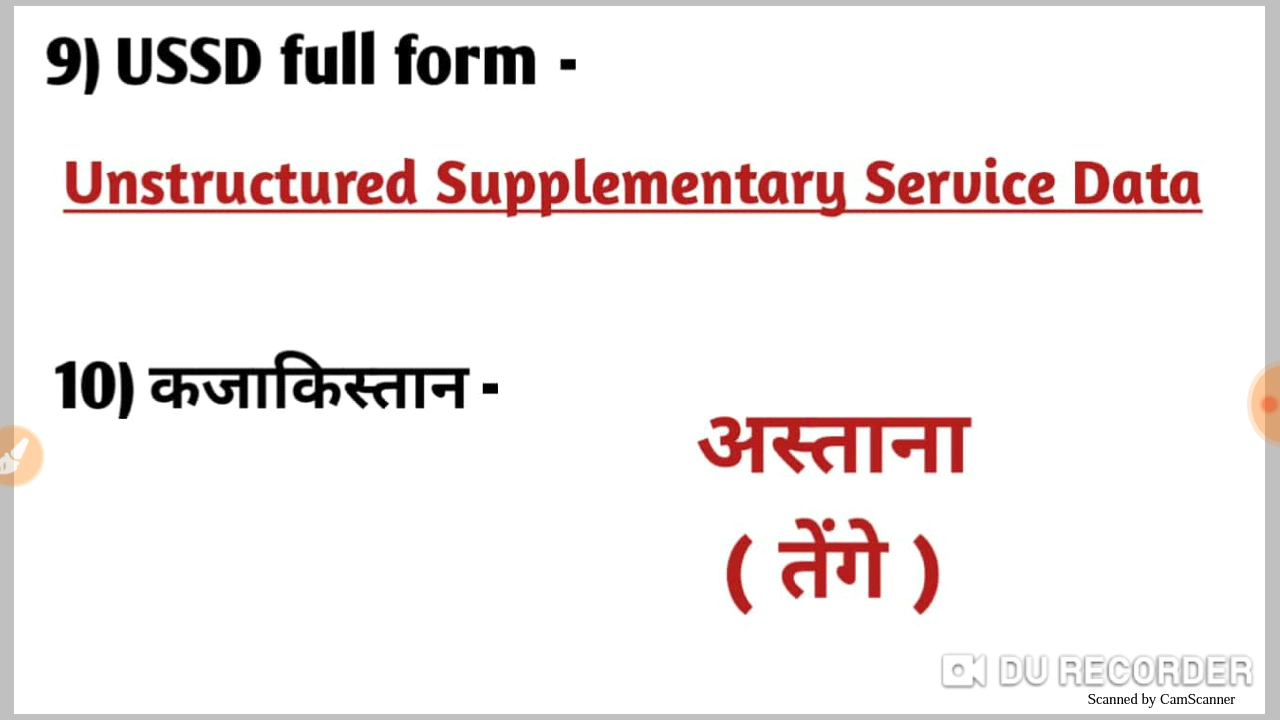 9) USSD full form -
Unstructured Supplementary Service Data
10) कजाकिस्तान -
अस्ताना
( तेंगे )
DU RECORDER
Scanned by CamScanner